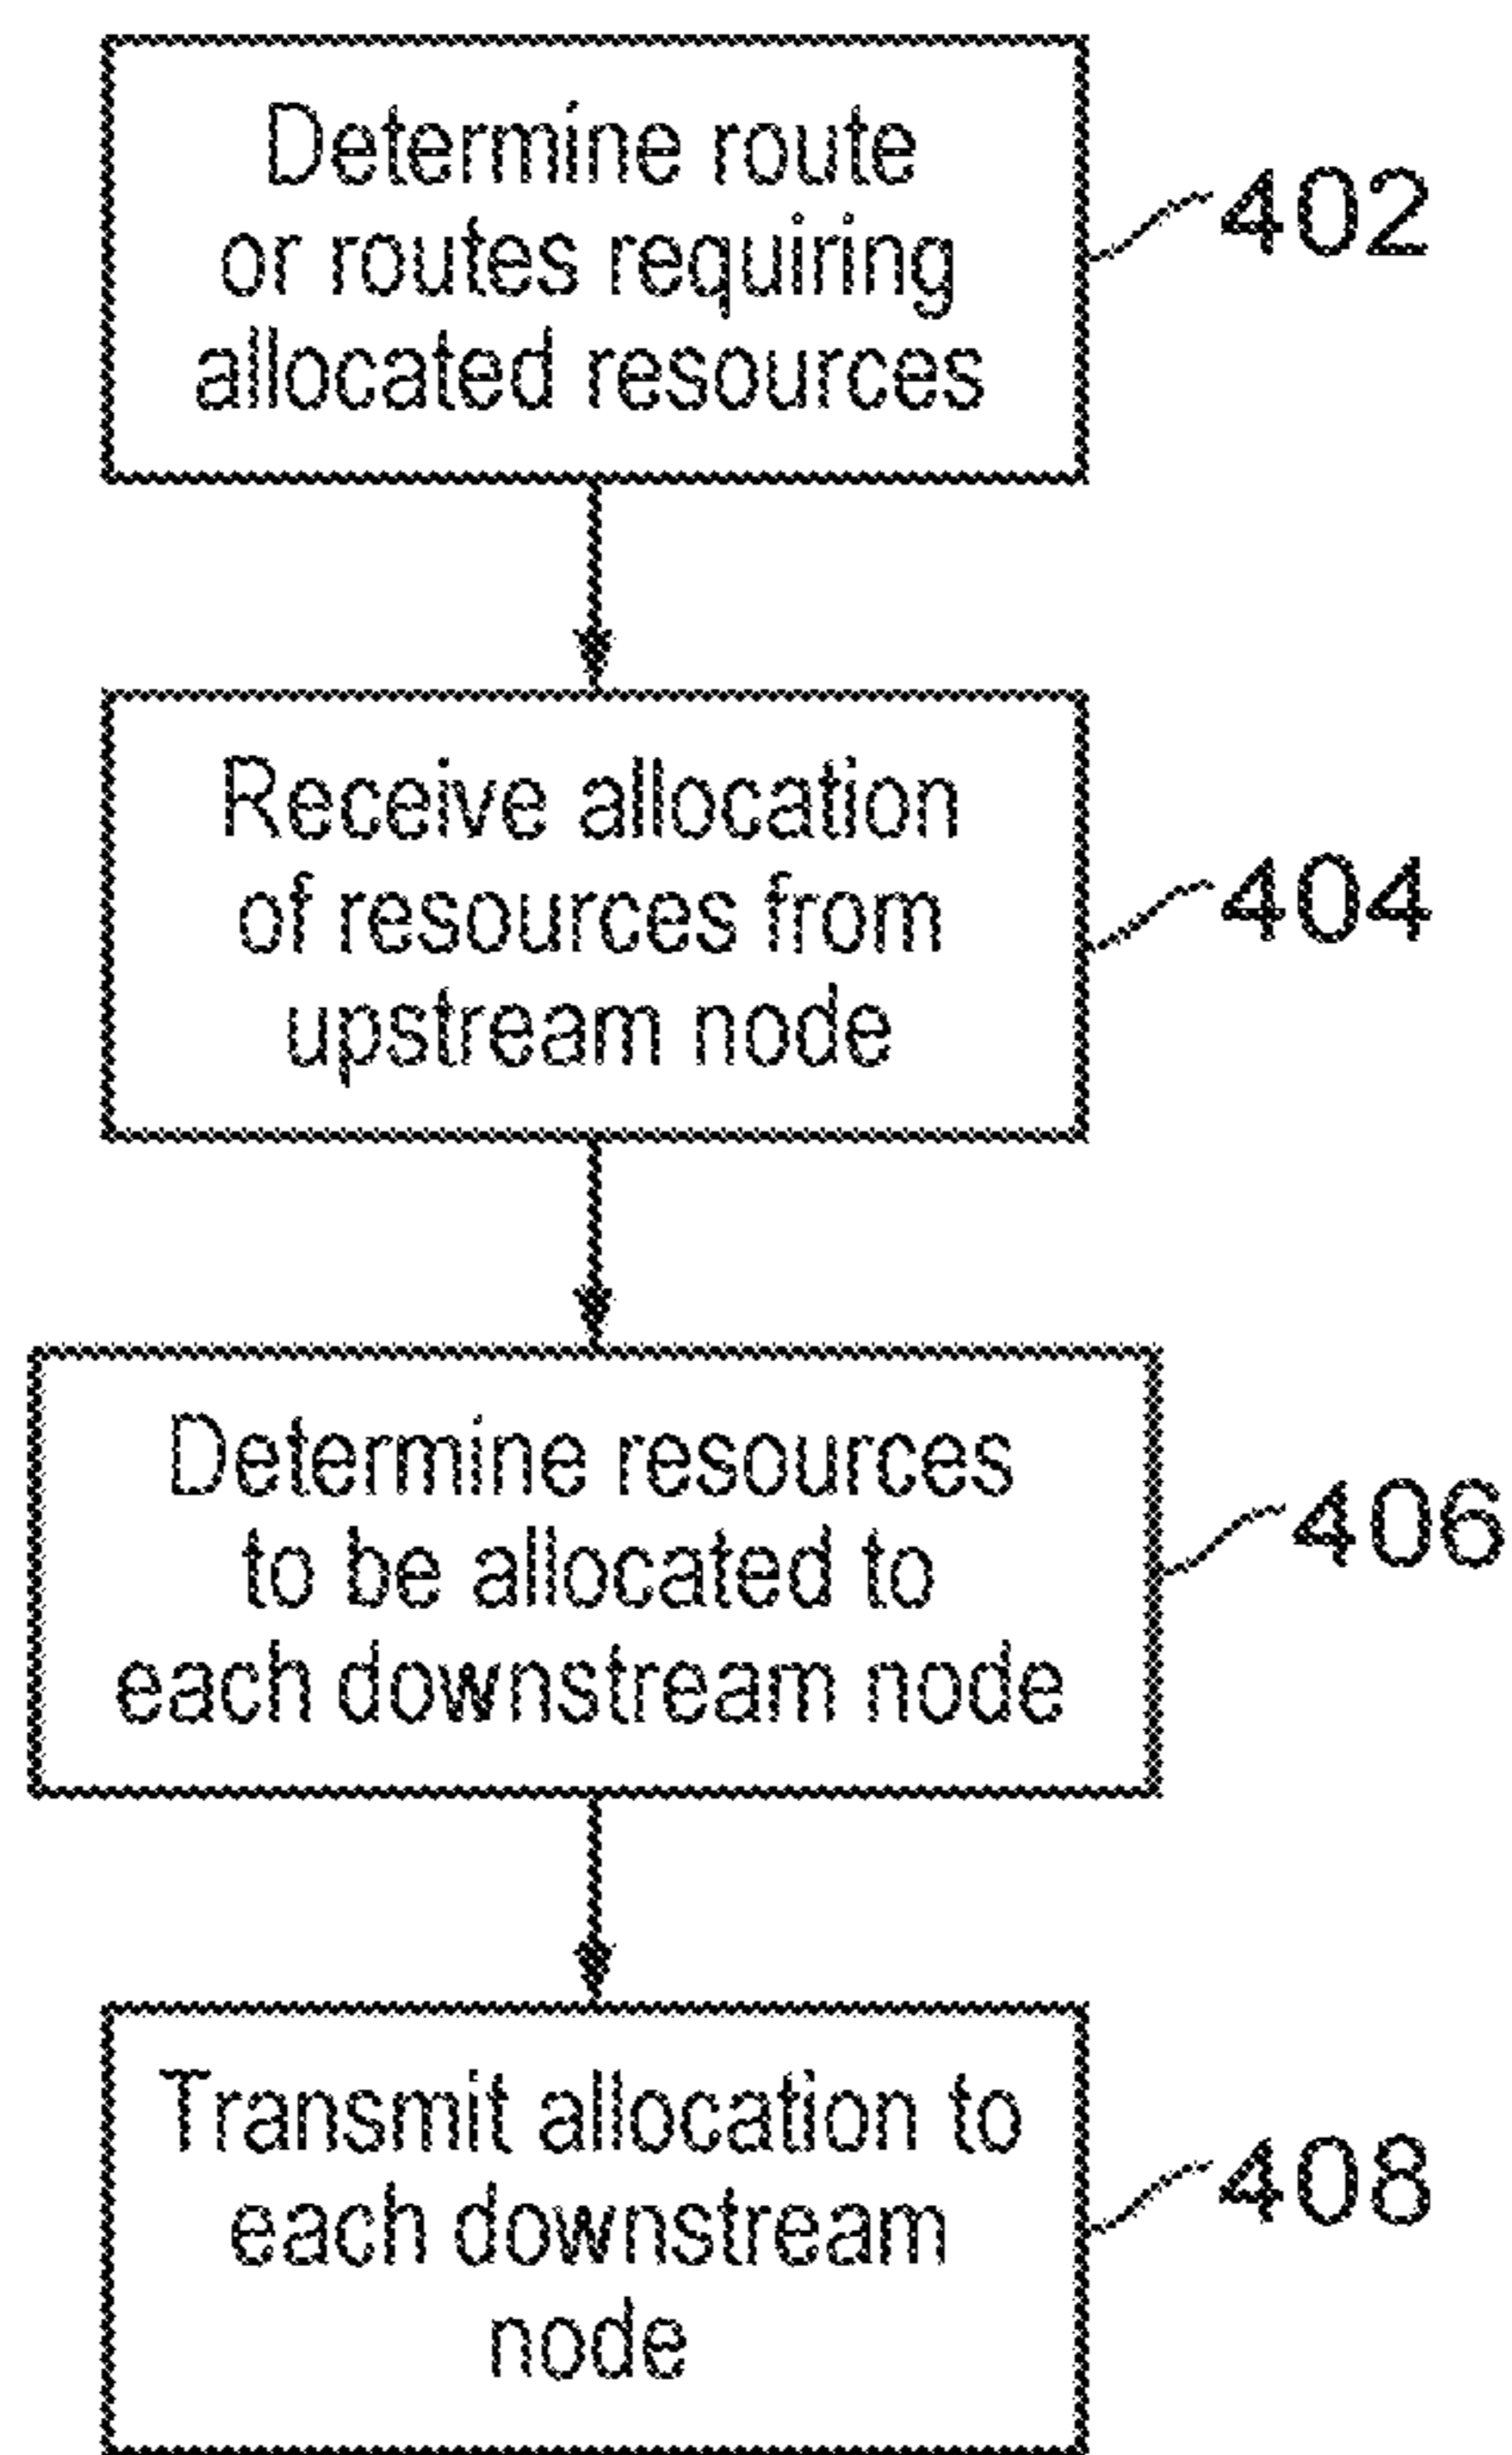 Determine route
or routes requiring
allocated resources
402
Receive allocation
of resources from
upstream node
404
Determine resources
to be allocated to
each downstream node
406
Transmit allocation to
each downstream
node
408